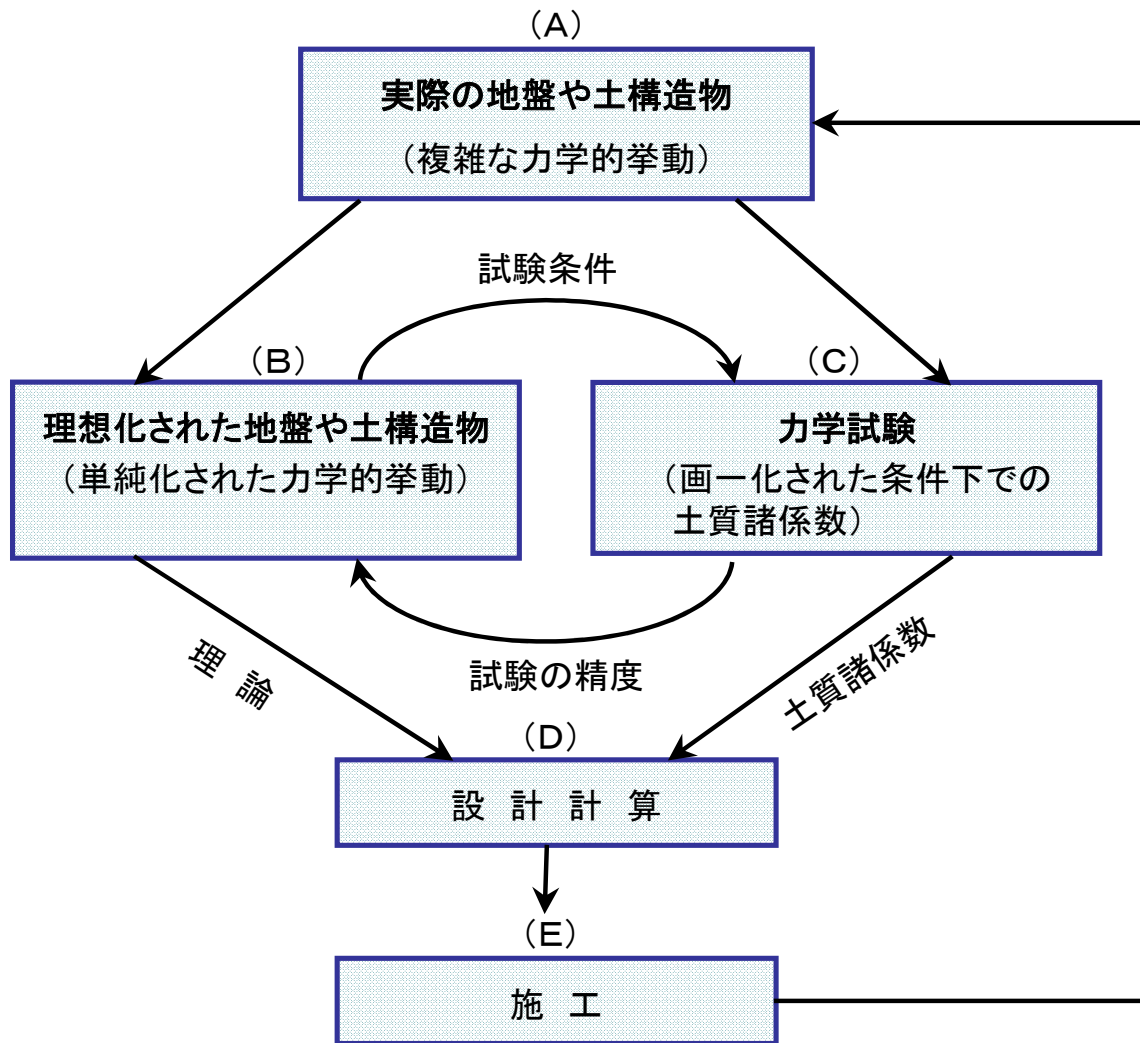 （A）
実際の地盤や土構造物
（複雑な力学的挙動）
試験条件
（B）
（C）
理想化された地盤や土構造物
（単純化された力学的挙動）
力学試験
（画一化された条件下での
土質諸係数）
理 論
試験の精度
土質諸係数
（D）
設 計 計 算
（E）
施 工